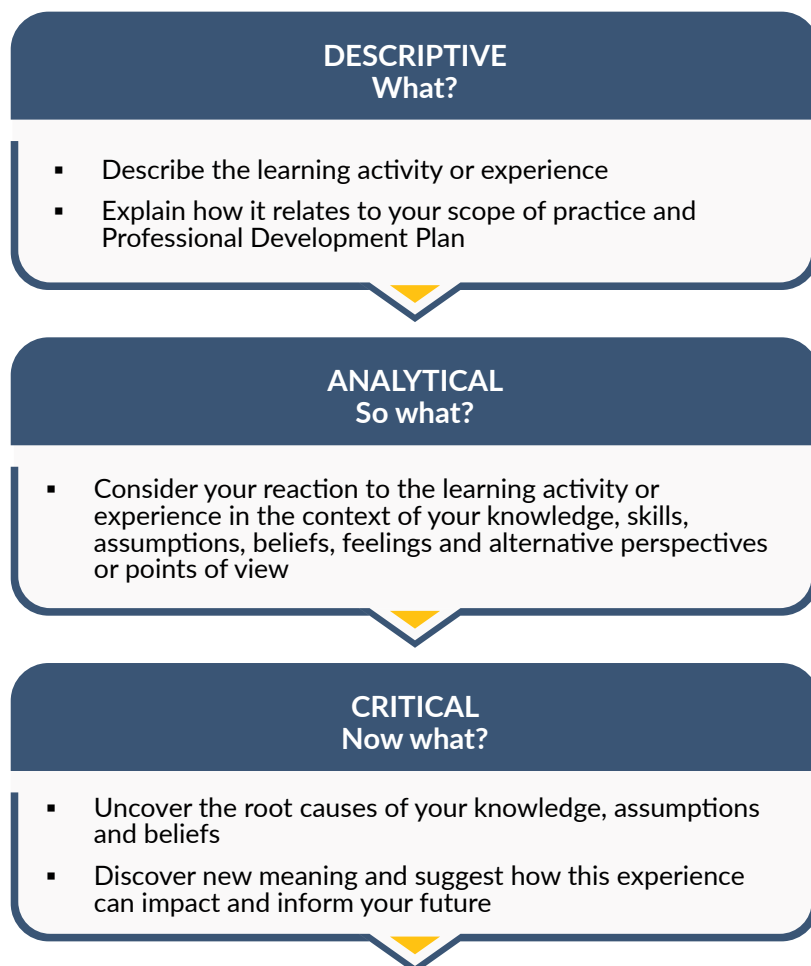 DESCRIPTIVE
What?
▪ Describe the learning activity or experience
▪ Explain how it relates to your scope of practice and
Professional Development Plan
ANALYTICAL
So what?
▪ Consider your reaction to the learning activity or
experience in the context of your knowledge, skills,
assumptions, beliefs, feelings and alternative perspectives
or points of view
CRITICAL
Now what?
▪ Uncover the root causes of your knowledge, assumptions
and beliefs
▪ Discover new meaning and suggest how this experience
can impact and inform your future